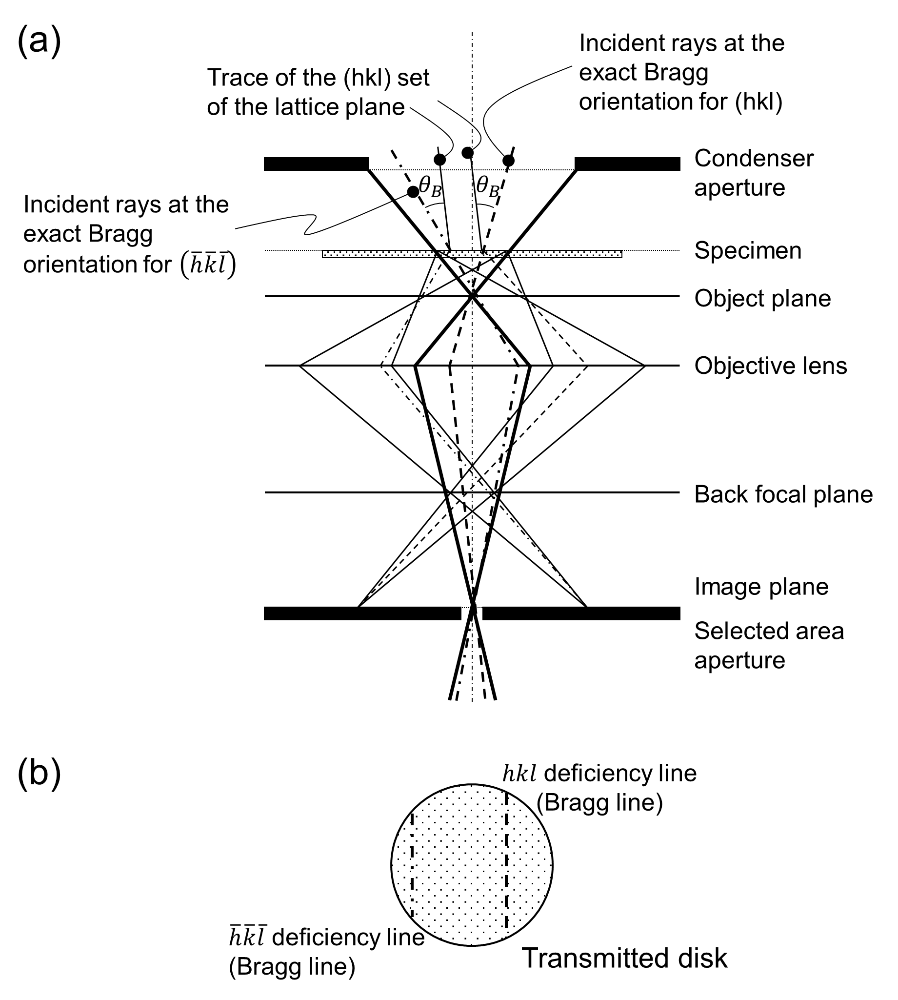 (a)
Incident rays at the
exact Bragg
orientation for (hkl)
Trace of the (hkl) set
of the lattice plane
Condenser
aperture
θ_B
θ_B
Incident rays at the
exact Bragg
orientation for (h̅k̅l̅)
Specimen
Object plane
Objective lens
Back focal plane
Image plane
Selected area
aperture
(b)
hkl deficiency line
(Bragg line)
h̅k̅l̅ deficiency line
(Bragg line)
Transmitted disk